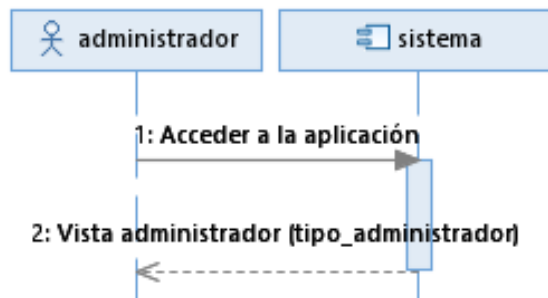 administrador
sistema
1: Acceder a la aplicación
2: Vista administrador (tipo_administrador)